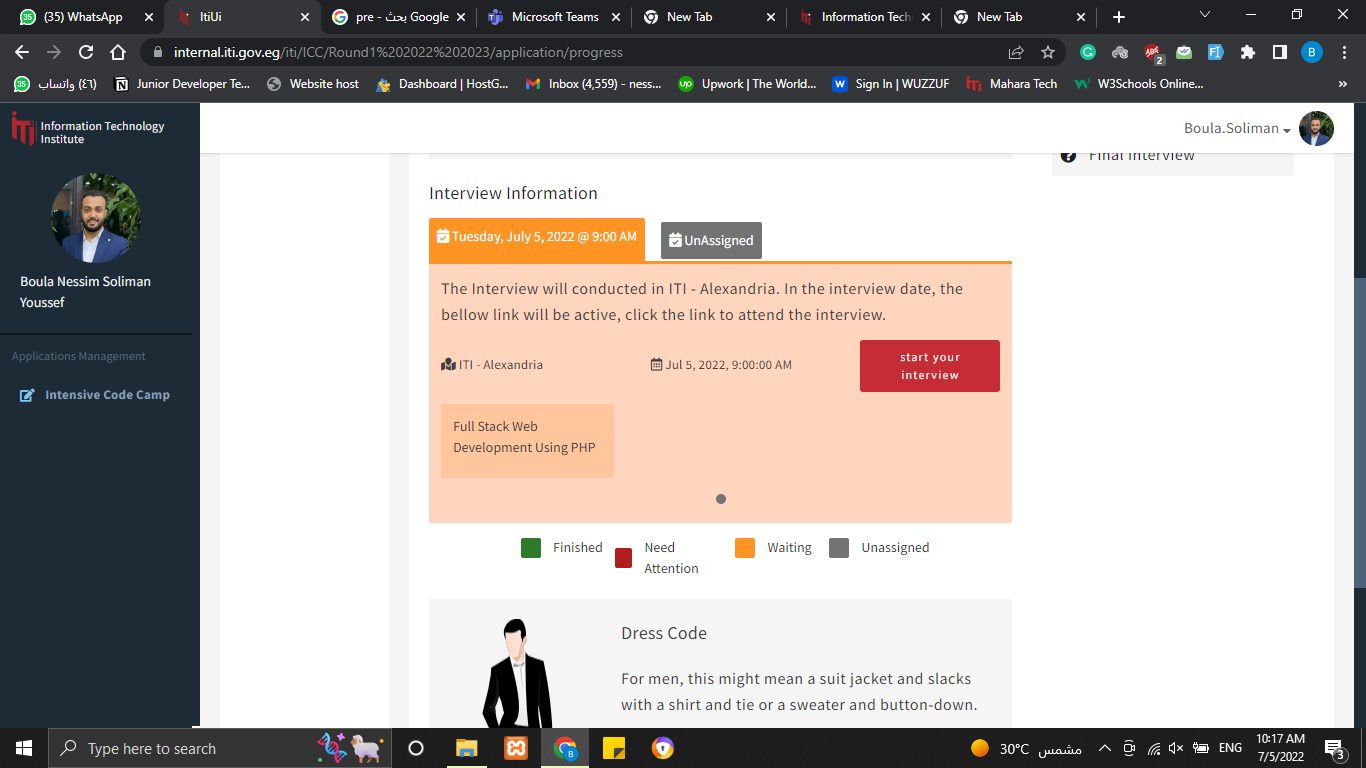 (35) WhatsApp
ItiUi
pre - بحث Google
Microsoft Teams
New Tab
Information Tech
New Tab
internal.iti.gov.eg/iti/ICC/Round1%202022%202023/application/progress
B
2
(٤٦) واتساب
Junior Developer Te...
Website host
Dashboard | HostG...
Inbox (4,559) - ness...
Upwork | The World...
Sign In | WUZZUF
Mahara Tech
W3Schools Online...
»
Information Technology
Institute
Boula.Soliman
Boula Nessim Soliman
Youssef
Applications Management
Intensive Code Camp
Final Interview
Interview Information
Tuesday, July 5, 2022 @ 9:00 AM
UnAssigned
The Interview will conducted in ITI - Alexandria. In the interview date, the
bellow link will be active, click the link to attend the interview.
ITI - Alexandria
Jul 5, 2022, 9:00:00 AM
start your
interview
Full Stack Web
Development Using PHP
Finished
Need
Attention
Waiting
Unassigned
Dress Code
For men, this might mean a suit jacket and slacks
with a shirt and tie or a sweater and button-down.
Type here to search
30°C مشمس
ENG
10:17 AM
7/5/2022
3